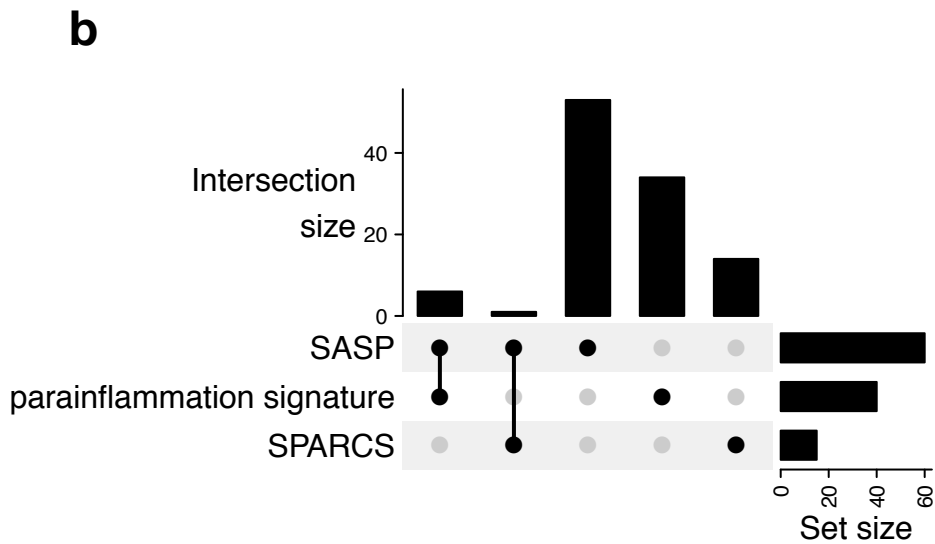 b
Intersection
size
40
20
0
SASP
parainflammation signature
SPARCS
0 20 40 60
Set size